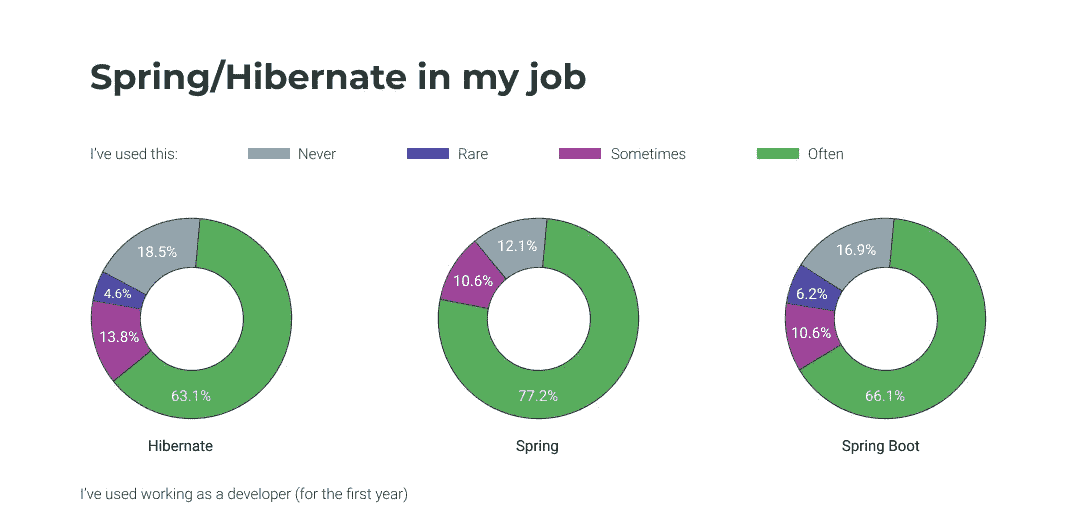 Spring/Hibernate in my job
I've used this: Never Rare Sometimes Often
18.5%
4.6%
13.8%
63.1%
Hibernate
12.1%
10.6%
77.2%
Spring
16.9%
6.2%
10.6%
66.1%
Spring Boot
I've used working as a developer (for the first year)